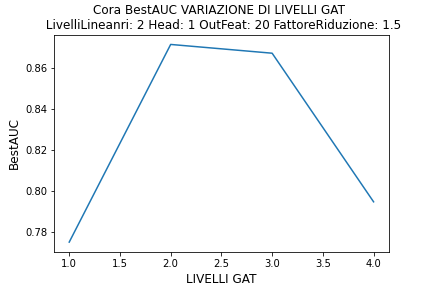 Cora BestAUC VARIAZIONE DI LIVELLI GAT
LivelliLineanri: 2 Head: 1 OutFeat: 20 FattoreRiduzione: 1.5
0.86
0.84
0.82
0.80
0.78
BestAUC
1.0 1.5 2.0 2.5 3.0 3.5 4.0
LIVELLI GAT